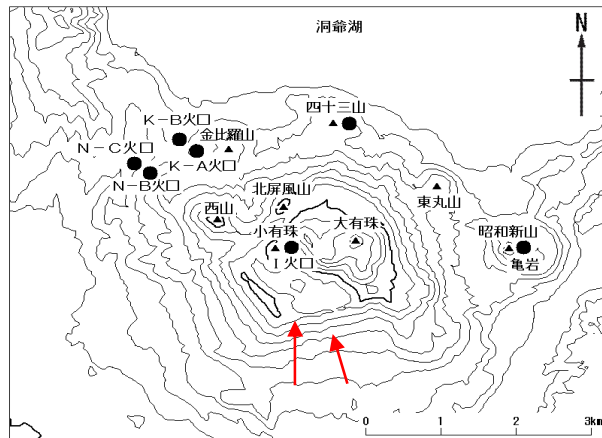 洞爺湖
N
四十三山
K－B火口
金比羅山
N－C火口
K－A火口
N－B火口
北屏風山
東丸山
西山
小有珠
大有珠
昭和新山
I火口
亀岩
0 1 2 3km